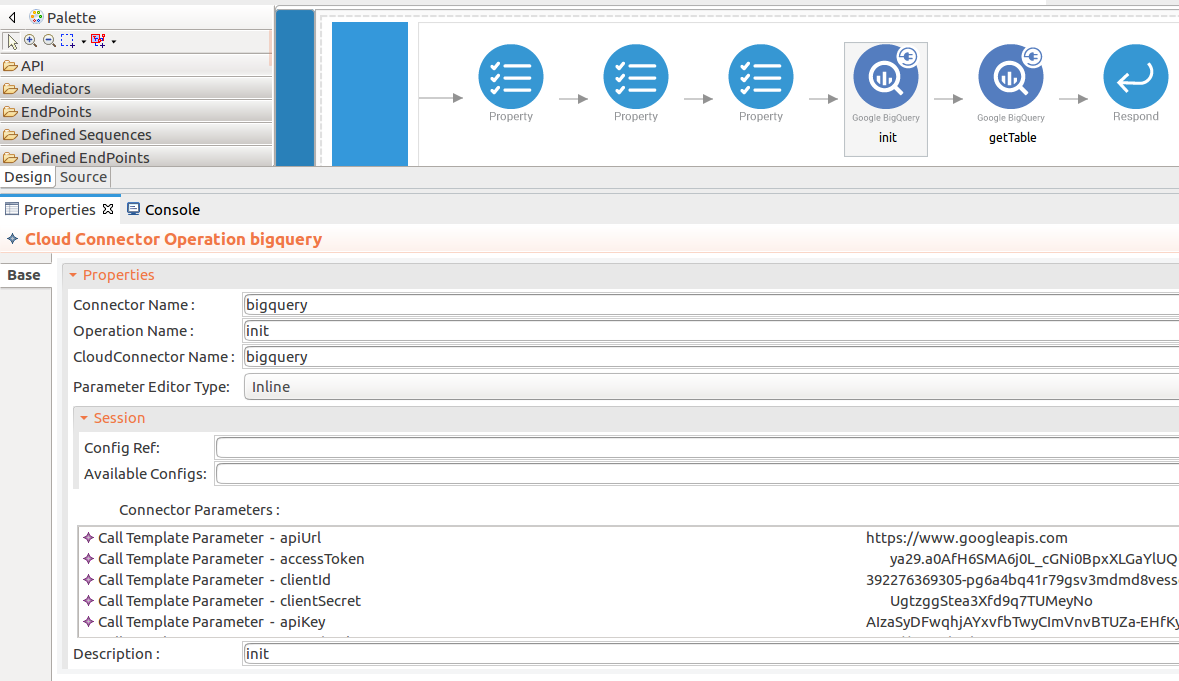 Palette
API
Mediators
EndPoints
Defined Sequences
Defined EndPoints
Property
Property
Property
Google BigQuery
init
Google BigQuery
getTable
Respond
Design Source
Properties Console
Cloud Connector Operation bigquery
Base
Properties
Connector Name : bigquery
Operation Name : init
CloudConnector Name : bigquery
Parameter Editor Type: Inline
Session
Config Ref:
Available Configs:
Connector Parameters :
Call Template Parameter - apiUrl https://www.googleapis.com
Call Template Parameter - accessToken ya29.a0AfH6SMA6j0L_cGNi0BpxXLGaYlUQ
Call Template Parameter - clientId 392276369305-pg6a4bq41r79gsv3mdmd8vess
Call Template Parameter - clientSecret UgtzggStea3Xfd9q7TUMeyNo
Call Template Parameter - apiKey AIzaSyDFwqhjAYxvfbTwyCImVnvBTUZa-EHfKy
Description : init